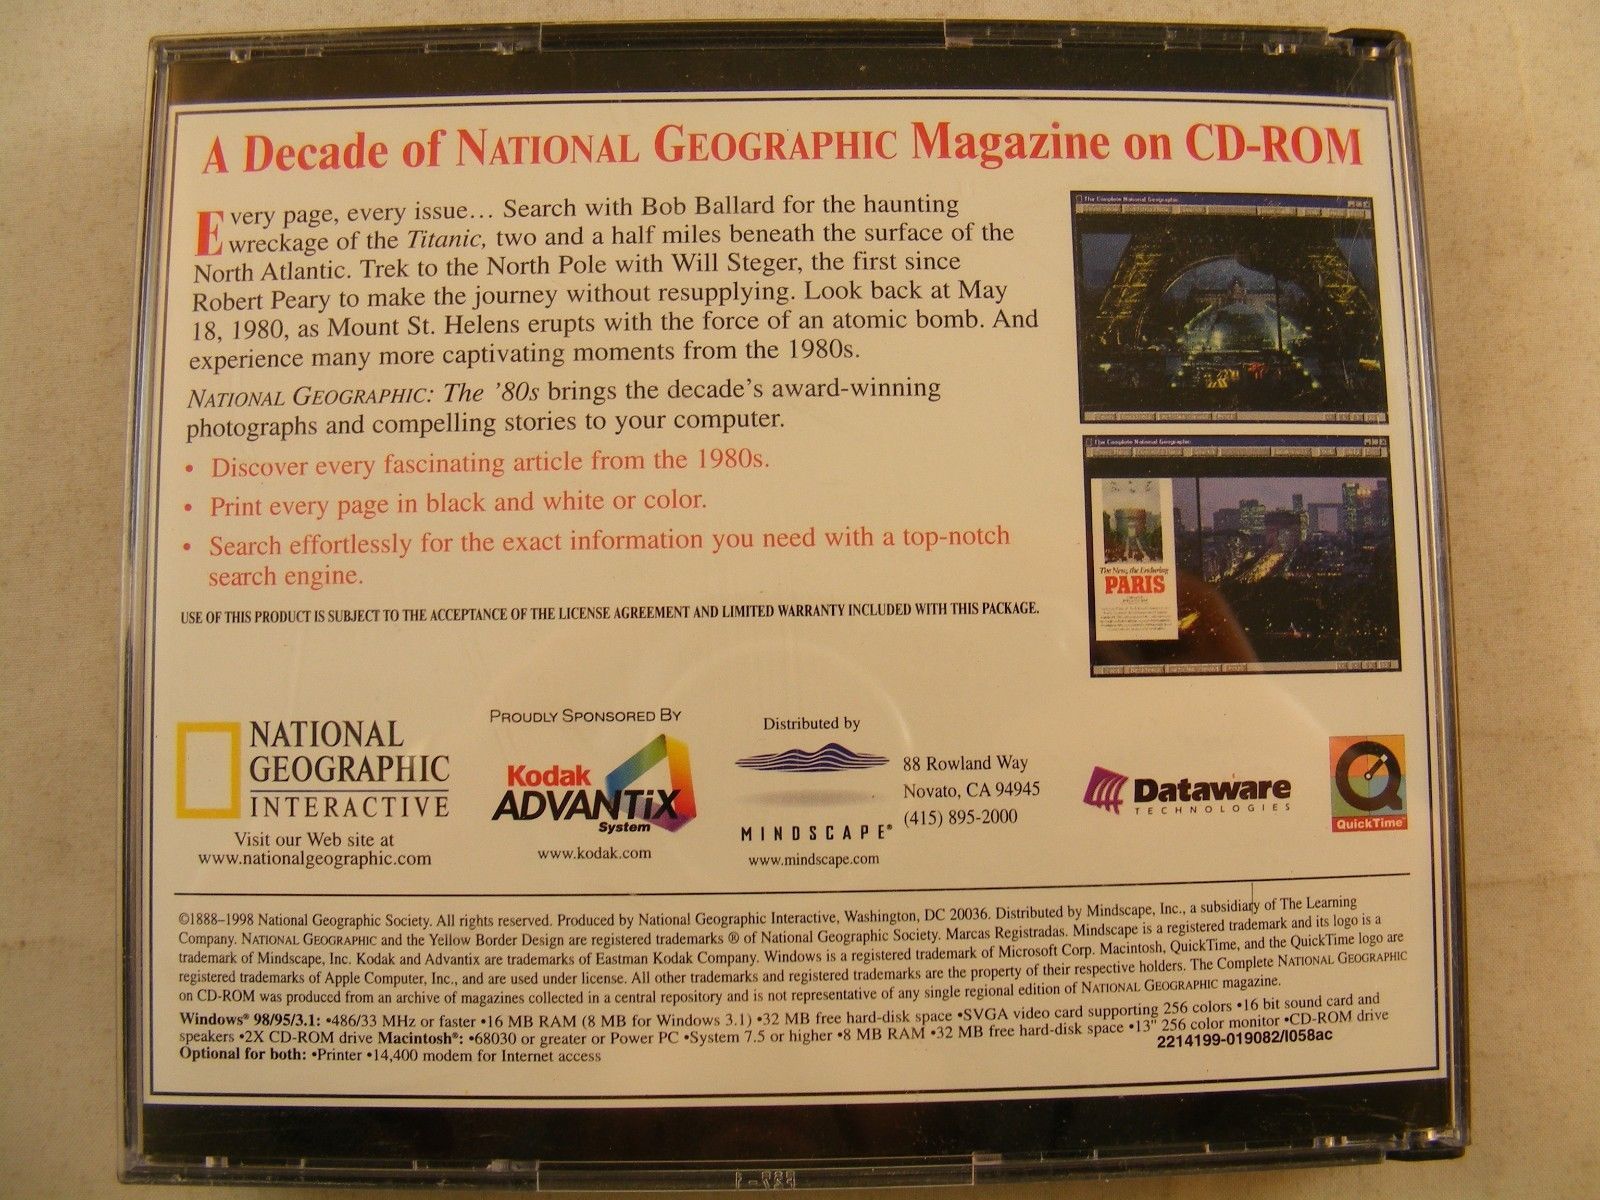 A Decade of NATIONAL GEOGRAPHIC Magazine on CD-ROM
Every page, every issue... Search with Bob Ballard for the haunting
wreckage of the Titanic, two and a half miles beneath the surface of the
North Atlantic. Trek to the North Pole with Will Steger, the first since
Robert Peary to make the journey without resupplying. Look back at May
18, 1980, as Mount St. Helens erupts with the force of an atomic bomb. And
experience many more captivating moments from the 1980s.
NATIONAL GEOGRAPHIC: The '80s brings the decade's award-winning
photographs and compelling stories to your computer.
• Discover every fascinating article from the 1980s.
• Print every page in black and white or color.
• Search effortlessly for the exact information you need with a top-notch
search engine.
USE OF THIS PRODUCT IS SUBJECT TO THE ACCEPTANCE OF THE LICENSE AGREEMENT AND LIMITED WARRANTY INCLUDED WITH THIS PACKAGE.
The Complete National Geographic
The Complete National Geographic
The New, the Enduring
PARIS
NATIONAL
GEOGRAPHIC
INTERACTIVE
Visit our Web site at
www.nationalgeographic.com
PROUDLY SPONSORED BY
Kodak
ADVANTiX
System
www.kodak.com
Distributed by
MINDSCAPE®
www.mindscape.com
88 Rowland Way
Novato, CA 94945
(415) 895-2000
Dataware
TECHNOLOGIES
QuickTime™
©1888–1998 National Geographic Society. All rights reserved. Produced by National Geographic Interactive, Washington, DC 20036. Distributed by Mindscape, Inc., a subsidiary of The Learning
Company. NATIONAL GEOGRAPHIC and the Yellow Border Design are registered trademarks ® of National Geographic Society. Marcas Registradas. Mindscape is a registered trademark and its logo is a
trademark of Mindscape, Inc. Kodak and Advantix are trademarks of Eastman Kodak Company. Windows is a registered trademark of Microsoft Corp. Macintosh, QuickTime, and the QuickTime logo are
registered trademarks of Apple Computer, Inc., and are used under license. All other trademarks and registered trademarks are the property of their respective holders. The Complete NATIONAL GEOGRAPHIC
on CD-ROM was produced from an archive of magazines collected in a central repository and is not representative of any single regional edition of NATIONAL GEOGRAPHIC magazine.
Windows® 98/95/3.1: •486/33 MHz or faster •16 MB RAM (8 MB for Windows 3.1) •32 MB free hard-disk space •SVGA video card supporting 256 colors •16 bit sound card and
speakers •2X CD-ROM drive Macintosh®: •68030 or greater or Power PC •System 7.5 or higher •8 MB RAM •32 MB free hard-disk space •13" 256 color monitor •CD-ROM drive
Optional for both: •Printer •14,400 modem for Internet access
2214199-019082/I058ac